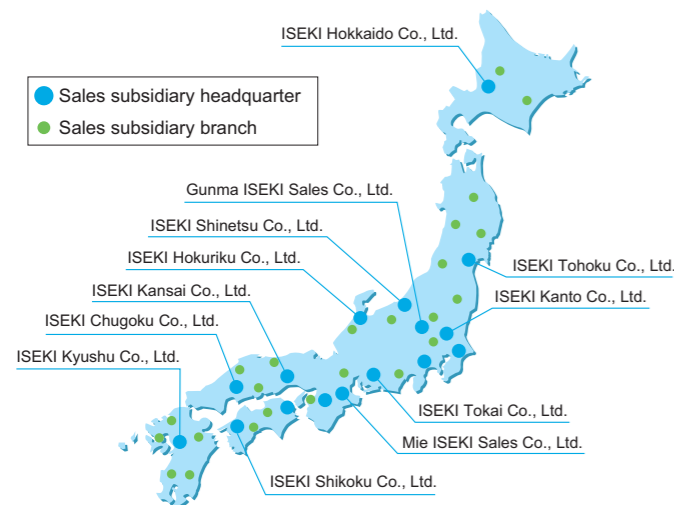 ISEKI Hokkaido Co., Ltd.
Sales subsidiary headquarter
Sales subsidiary branch
Gunma ISEKI Sales Co., Ltd.
ISEKI Shinetsu Co., Ltd.
ISEKI Hokuriku Co., Ltd.
ISEKI Tohoku Co., Ltd.
ISEKI Kansai Co., Ltd.
ISEKI Kanto Co., Ltd.
ISEKI Chugoku Co., Ltd.
ISEKI Kyushu Co., Ltd.
ISEKI Tokai Co., Ltd.
Mie ISEKI Sales Co., Ltd.
ISEKI Shikoku Co., Ltd.